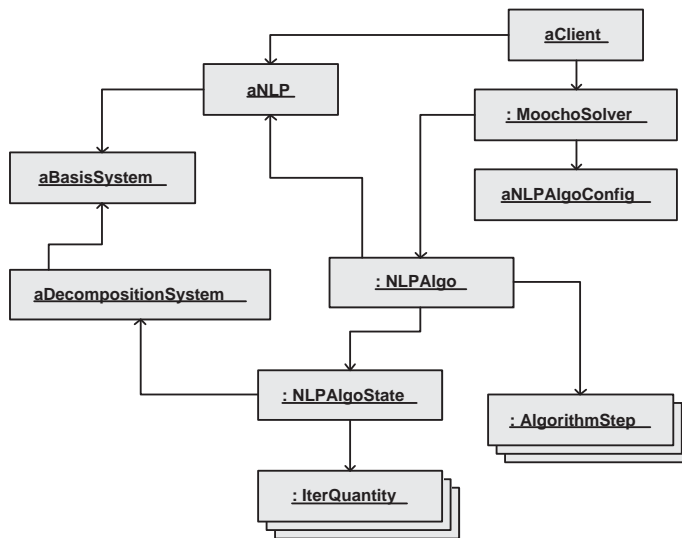 aClient
aNLP
: MoochoSolver
aBasisSystem
aNLPAlgoConfig
aDecompositionSystem
: NLPAlgo
: NLPAlgoState
: AlgorithmStep
: IterQuantity